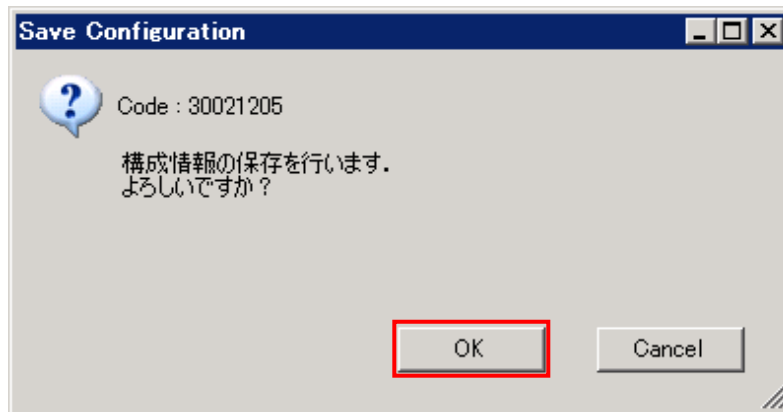 Save Configuration
Code : 30021205
構成情報の保存を行います.
よろしいですか？
OK
Cancel